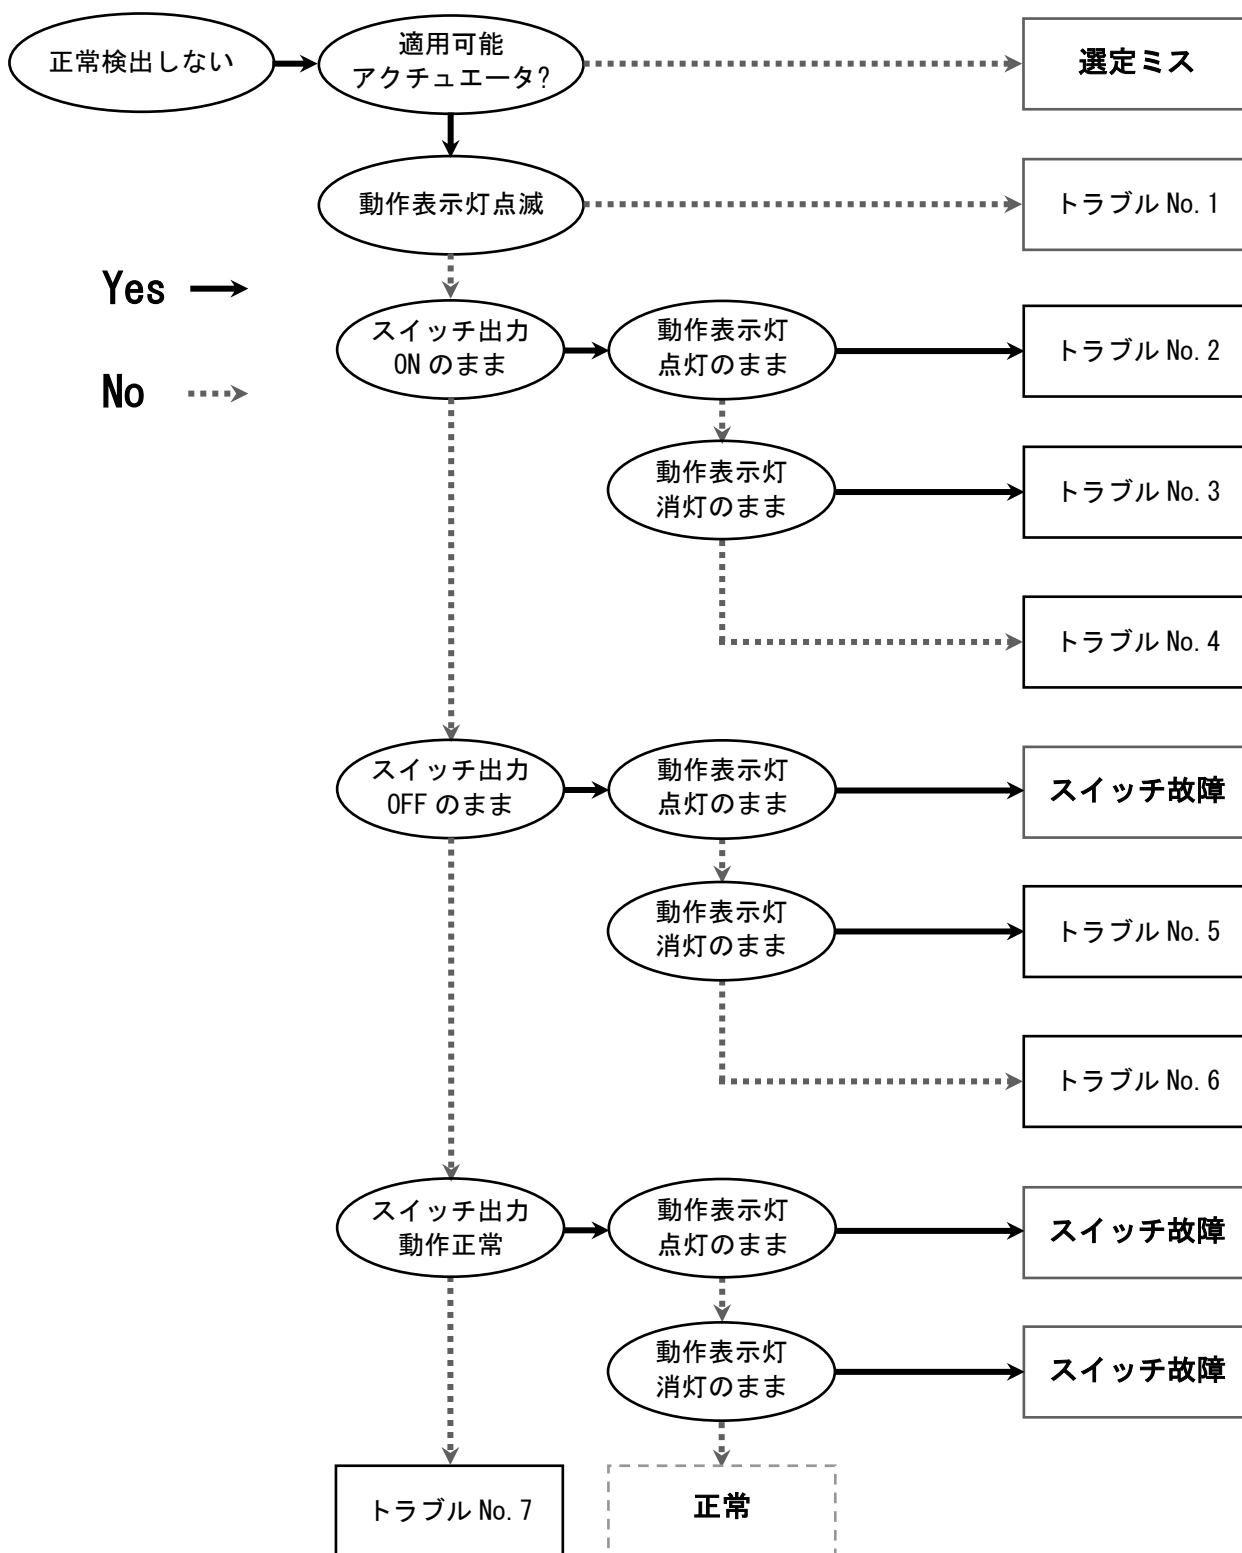 正常検出しない
適用可能
アクチュエータ?
選定ミス
動作表示灯点滅
トラブル No. 1
Yes
No
スイッチ出力
ON のまま
動作表示灯
点灯のまま
トラブル No. 2
動作表示灯
消灯のまま
トラブル No. 3
トラブル No. 4
スイッチ出力
OFF のまま
動作表示灯
点灯のまま
スイッチ故障
動作表示灯
消灯のまま
トラブル No. 5
トラブル No. 6
スイッチ出力
動作正常
動作表示灯
点灯のまま
スイッチ故障
動作表示灯
消灯のまま
スイッチ故障
トラブル No. 7
正常